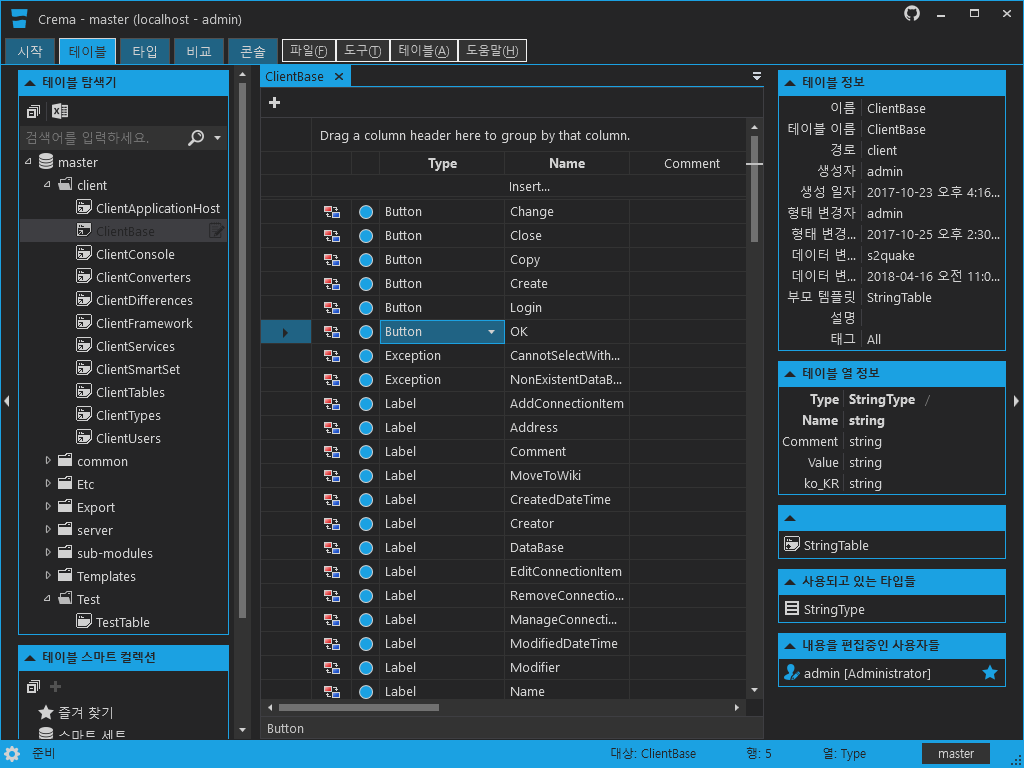 Crema - master (localhost - admin)
시작 테이블 타입 비교 콘솔 파일(F) 도구(T) 테이블(A) 도움말(H)
테이블 탐색기
검색어를 입력하세요.
master
client
ClientApplicationHost
ClientBase
ClientConsole
ClientConverters
ClientDifferences
ClientFramework
ClientServices
ClientSmartSet
ClientTables
ClientTypes
ClientUsers
common
Etc
Export
server
sub-modules
Templates
Test
TestTable
테이블 스마트 컬렉션
즐겨 찾기
스마트 세트
ClientBase
Drag a column header here to group by that column.
Type Name Comment
Insert...
Button Change
Button Close
Button Copy
Button Create
Button Login
Button OK
Exception CannotSelectWith...
Exception NonExistentDataB...
Label AddConnectionItem
Label Address
Label Comment
Label MoveToWiki
Label CreatedDateTime
Label Creator
Label DataBase
Label EditConnectionItem
Label RemoveConnectio...
Label ManageConnecti...
Label ModifiedDateTime
Label Modifier
Label Name
Button
테이블 정보
이름 ClientBase
테이블 이름 ClientBase
경로 client
생성자 admin
생성 일자 2017-10-23 오후 4:16...
형태 변경자 admin
형태 변경... 2017-10-25 오후 2:30...
데이터 변... s2quake
데이터 변... 2018-04-16 오전 11:0...
부모 템플릿 StringTable
설명
태그 All
테이블 열 정보
Type StringType /
Name string
Comment string
Value string
ko_KR string
StringTable
사용되고 있는 타입들
StringType
내용을 편집중인 사용자들
admin [Administrator]
준비 대상: ClientBase 행: 5 열: Type master